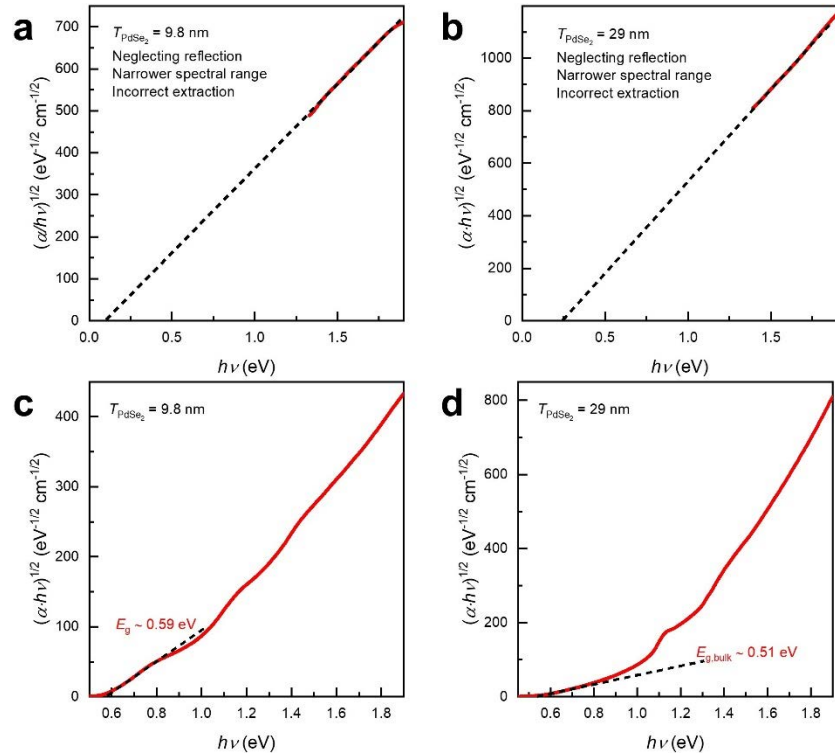 a
T_PdSe2 = 9.8 nm
Neglecting reflection
Narrower spectral range
Incorrect extraction
(α/hν)^1/2 (eV^-1/2 cm^-1/2)
700
600
500
400
300
200
100
0
0.0 0.5 1.0 1.5
hν (eV)
b
T_PdSe2 = 29 nm
Neglecting reflection
Narrower spectral range
Incorrect extraction
(α·hν)^1/2 (eV^-1/2 cm^-1/2)
1000
800
600
400
200
0
0.0 0.5 1.0 1.5
hν (eV)
c
T_PdSe2 = 9.8 nm
(α·hν)^1/2 (eV^-1/2 cm^-1/2)
400
300
200
100
0
E_g ~ 0.59 eV
0.6 0.8 1.0 1.2 1.4 1.6 1.8
hν (eV)
d
T_PdSe2 = 29 nm
(α·hν)^1/2 (eV^-1/2 cm^-1/2)
800
600
400
200
0
E_g,bulk ~ 0.51 eV
0.6 0.8 1.0 1.2 1.4 1.6 1.8
hν (eV)